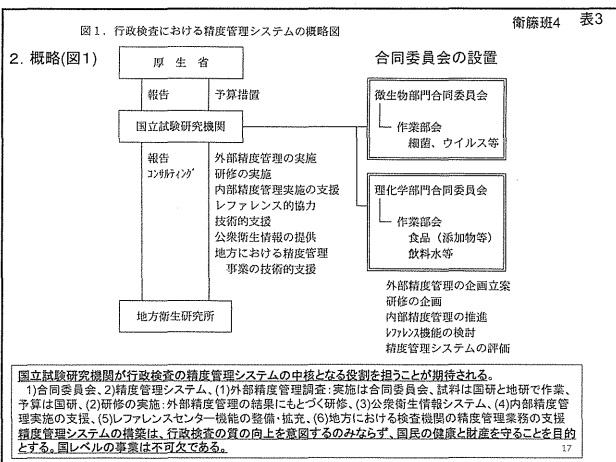 衛藤班4 表3
図1. 行政検査における精度管理システムの概略図
2. 概略(図1)
厚 生 省
合同委員会の設置
報告
予算措置
国立試験研究機関
微生物部門合同委員会
作業部会
細菌、ウイルス等
報告
コンサルティング
外部精度管理の実施
研修の実施
内部精度管理実施の支援
レファレンス的協力
技術的支援
公衆衛生情報の提供
地方における精度管理
事業の技術的支援
理化学部門合同委員会
作業部会
食品(添加物等)
飲料水等
地方衛生研究所
外部精度管理の企画立案
研修の企画
内部精度管理の推進
レファレンス機能の検討
精度管理システムの評価
国立試験研究機関が行政検査の精度管理システムの中核となる役割を担うことが期待される。
1)合同委員会、2)精度管理システム、(1)外部精度管理調査:実施は合同委員会、試料は国研と地研で作業、
予算は国研、(2)研修の実施:外部精度管理の結果にもとづく研修、(3)公衆衛生情報システム、(4)内部精度管
理実施の支援、(5)レファレンスセンター機能の整備・拡充、(6)地方における検査機関の精度管理業務の支援
精度管理システムの構築は、行政検査の質の向上を意図するのみならず、国民の健康と財産を守ることを目的
とする。国レベルの事業は不可欠である。
17